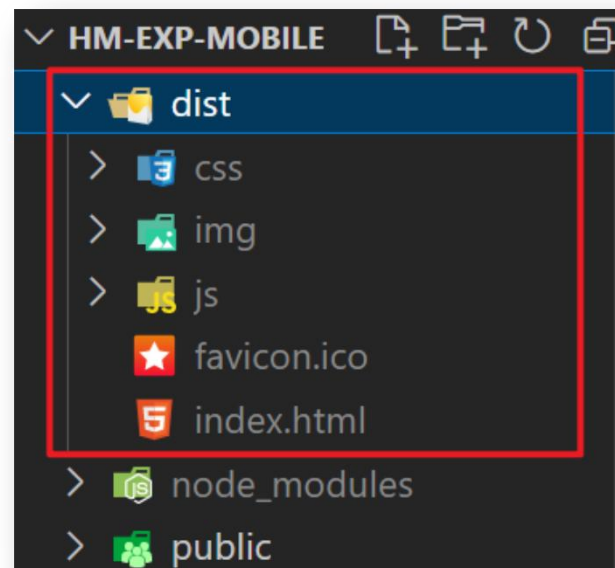 HM-EXP-MOBILE
dist
css
img
js
favicon.ico
index.html
node_modules
public